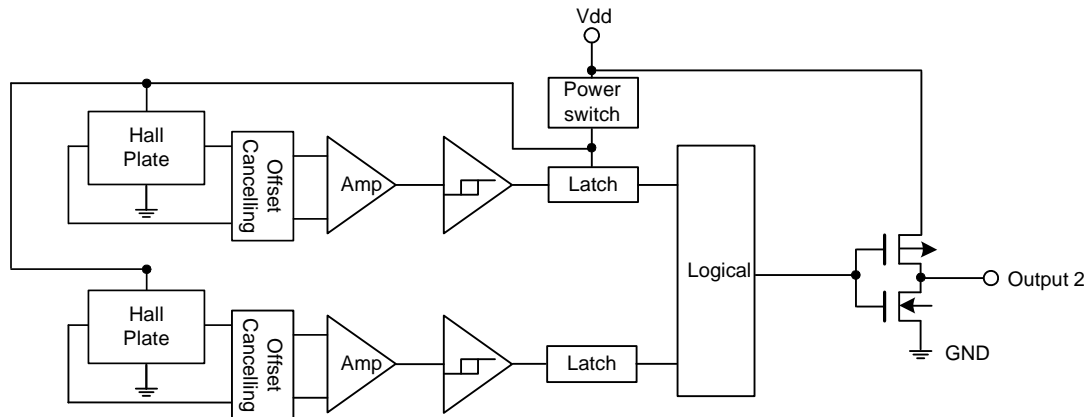 Vdd
Power
switch
Hall
Plate
Offset
Cancelling
Amp
Latch
Logical
Output 2
GND
Hall
Plate
Offset
Cancelling
Amp
Latch